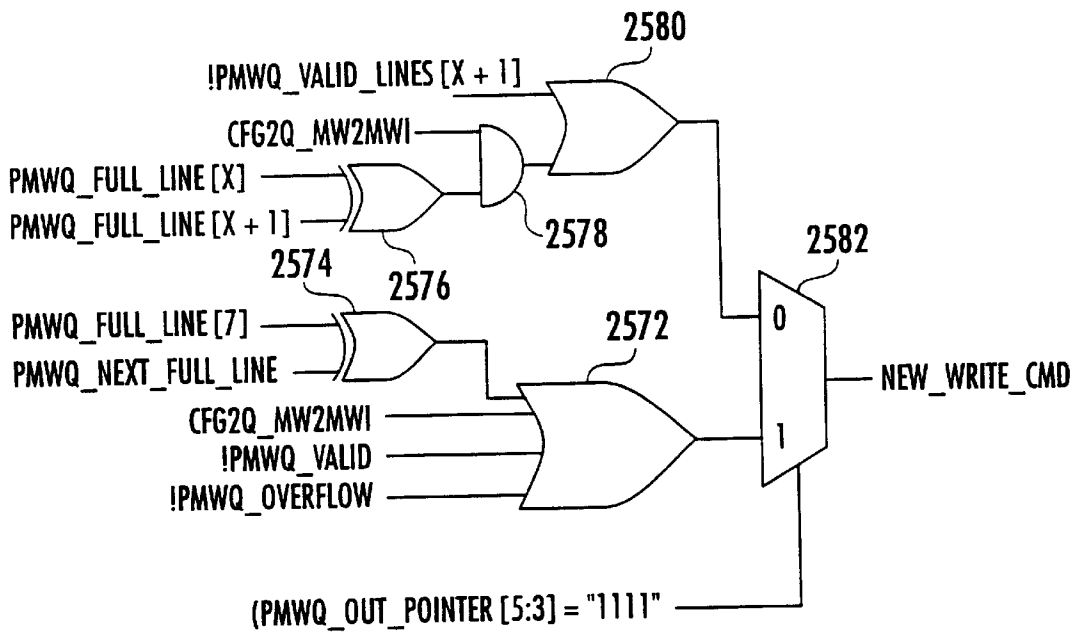 2580
!PMWQ_VALID_LINES [X + 1]
CFG2Q_MW2MWI
PMWQ_FULL_LINE [X]
PMWQ_FULL_LINE [X + 1]
2578
2574
2576
2582
PMWQ_FULL_LINE [7]
PMWQ_NEXT_FULL_LINE
2572
0
NEW_WRITE_CMD
CFG2Q_MW2MWI
!PMWQ_VALID
1
!PMWQ_OVERFLOW
(PMWQ_OUT_POINTER [5:3] = "1111"